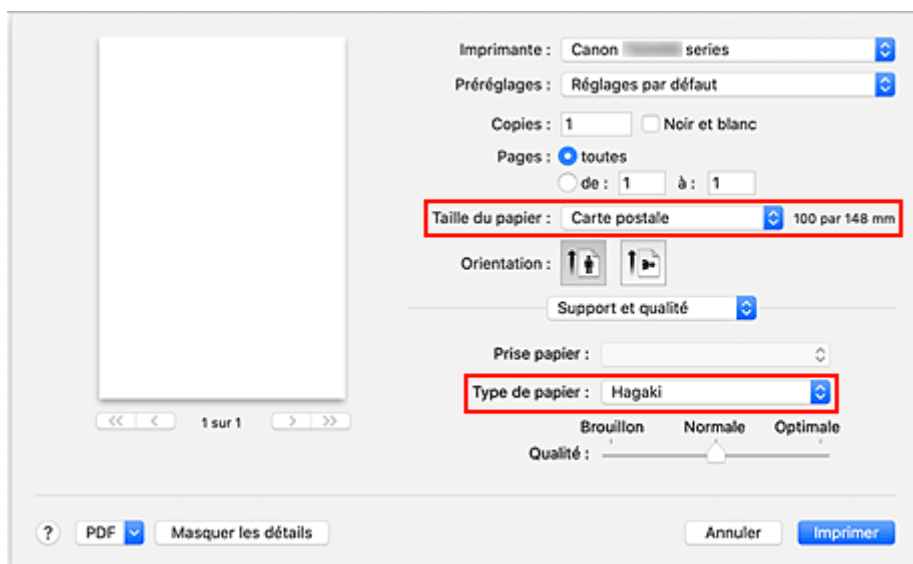 Imprimante : Canon series
Préréglages : Réglages par défaut
Copies : 1 Noir et blanc
Pages : toutes
de : 1 à : 1
Taille du papier : Carte postale 100 par 148 mm
Orientation :
Support et qualité
Prise papier :
Type de papier : Hagaki
Brouillon Normale Optimale
Qualité :
<< < 1 sur 1 > >>
? PDF Masquer les détails Annuler Imprimer